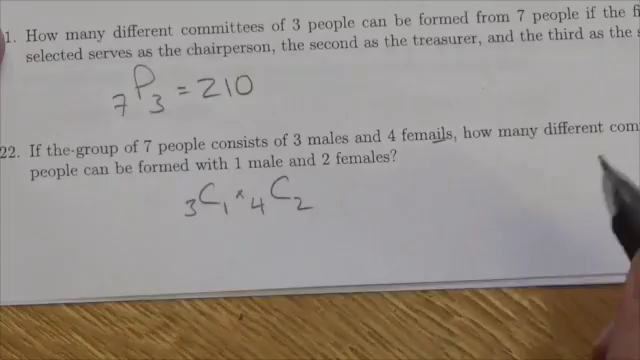 1. How many different committees of 3 people can be formed from 7 people if the
selected serves as the chairperson, the second as the treasurer, and the third as the
₇P₃ = 210
22. If the group of 7 people consists of 3 males and 4 femails, how many different
people can be formed with 1 male and 2 females?
₃C₁ × ₄C₂